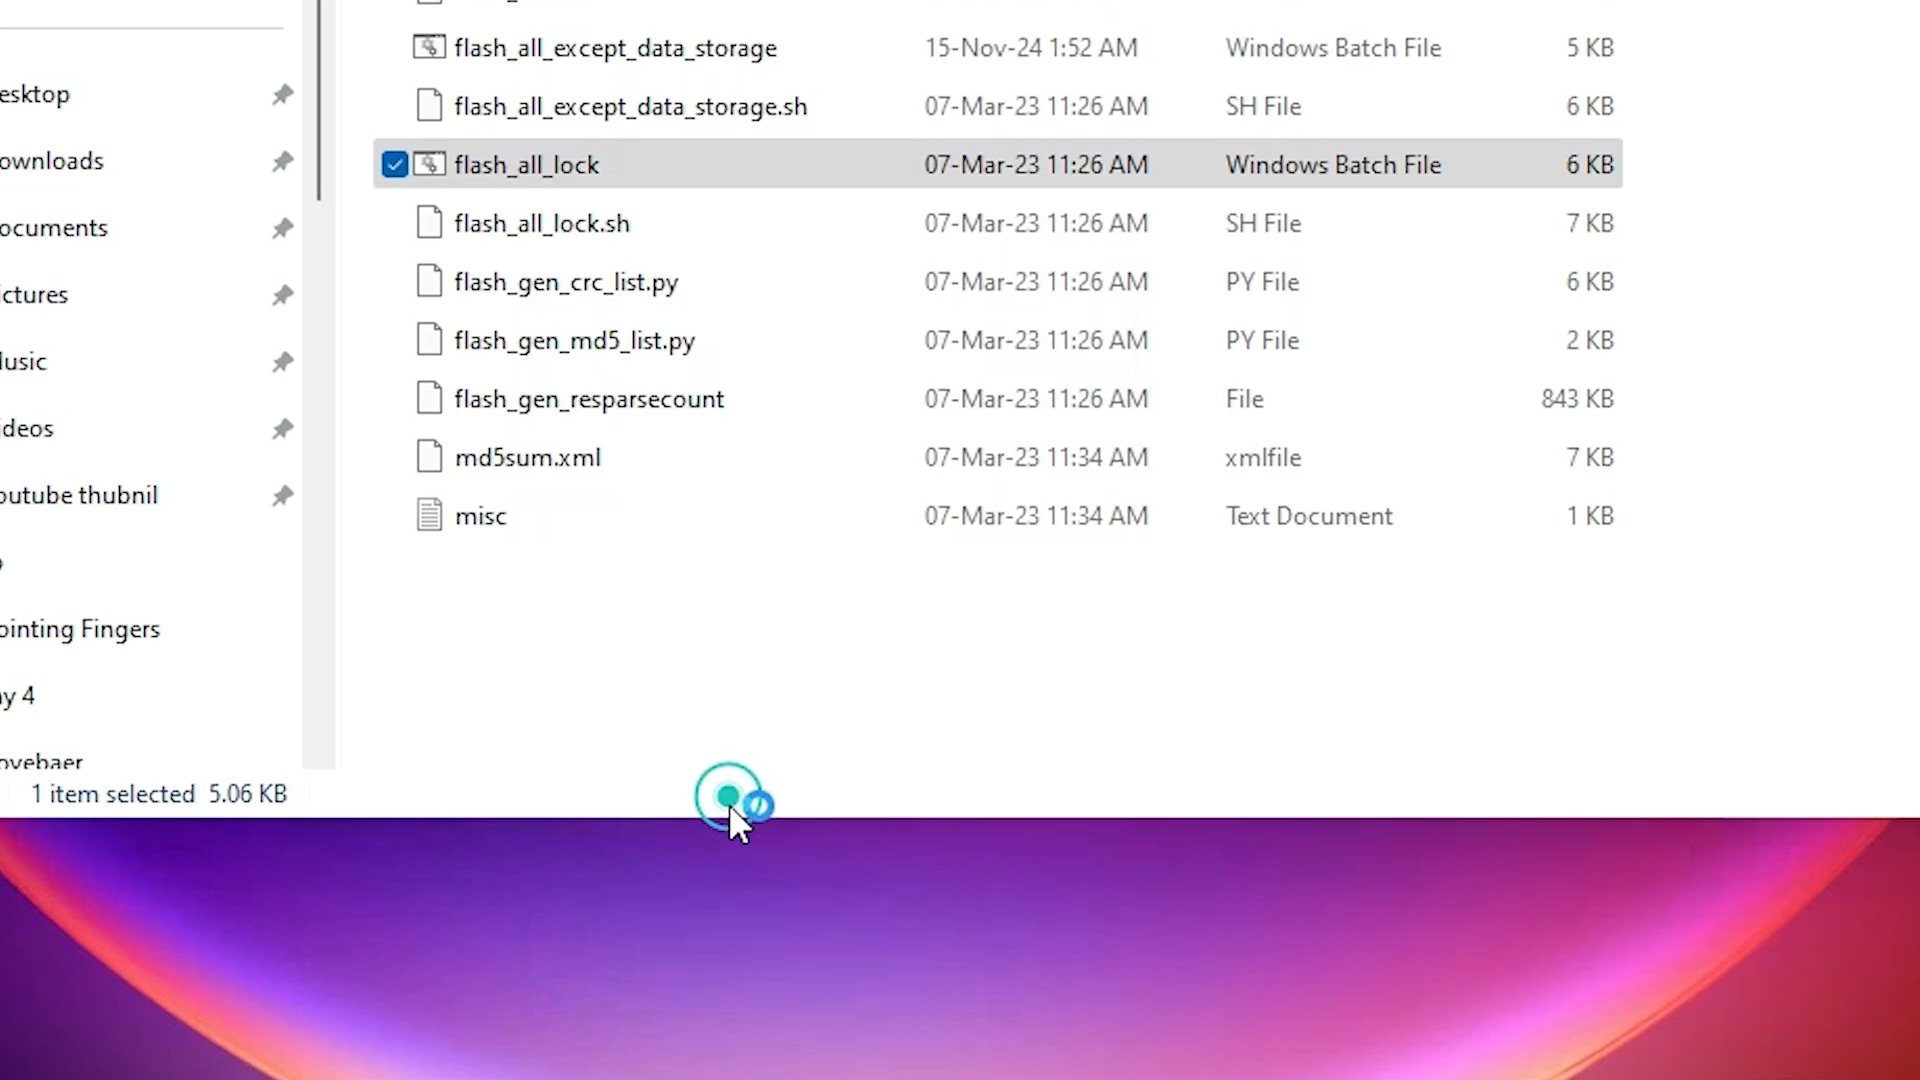 flash_all_except_data_storage 15-Nov-24 1:52 AM Windows Batch File 5 KB
flash_all_except_data_storage.sh 07-Mar-23 11:26 AM SH File 6 KB
flash_all_lock 07-Mar-23 11:26 AM Windows Batch File 6 KB
flash_all_lock.sh 07-Mar-23 11:26 AM SH File 7 KB
flash_gen_crc_list.py 07-Mar-23 11:26 AM PY File 6 KB
flash_gen_md5_list.py 07-Mar-23 11:26 AM PY File 2 KB
flash_gen_resparsecount 07-Mar-23 11:26 AM File 843 KB
md5sum.xml 07-Mar-23 11:34 AM xmlfile 7 KB
misc 07-Mar-23 11:34 AM Text Document 1 KB
esktop
ownloads
ocuments
ictures
usic
ideos
outube thubnil
ointing Fingers
y 4
ovebaer
1 item selected 5.06 KB